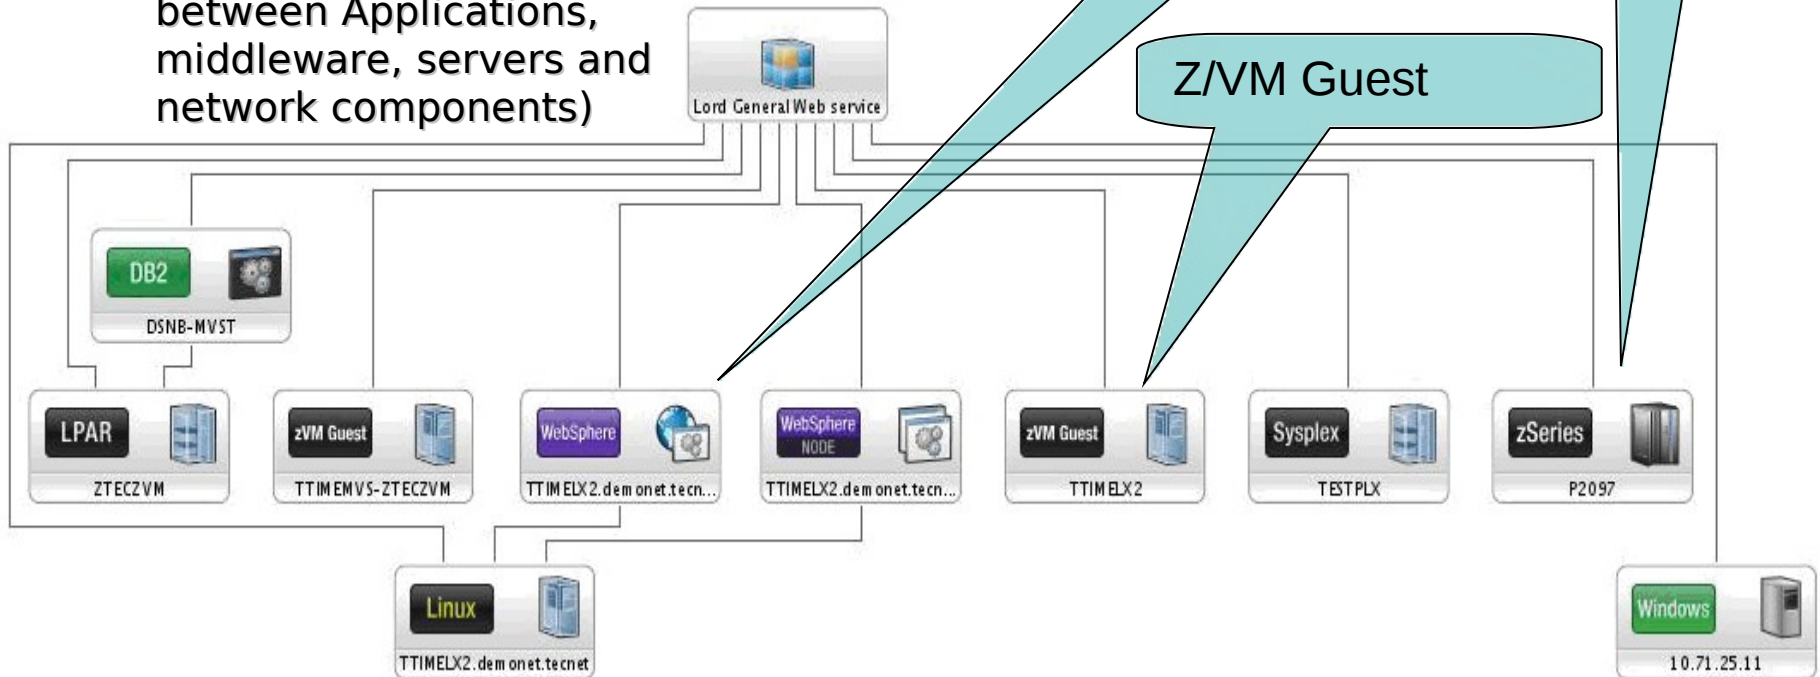 between Applications,
middleware, servers and
network components)
Lord General Web service
Z/VM Guest
DB2
DSNB-MVST
LPAR
ZTECZVM
zVM Guest
TTIMEMVS-ZTECZVM
WebSphere
TTIMELX2.demonet.tecn...
WebSphere
NODE
TTIMELX2.demonet.tecn...
zVM Guest
TTIMELX2
Sysplex
TESTPLX
zSeries
P2097
Linux
TTIMELX2.demonet.tecnet
Windows
10.71.25.11